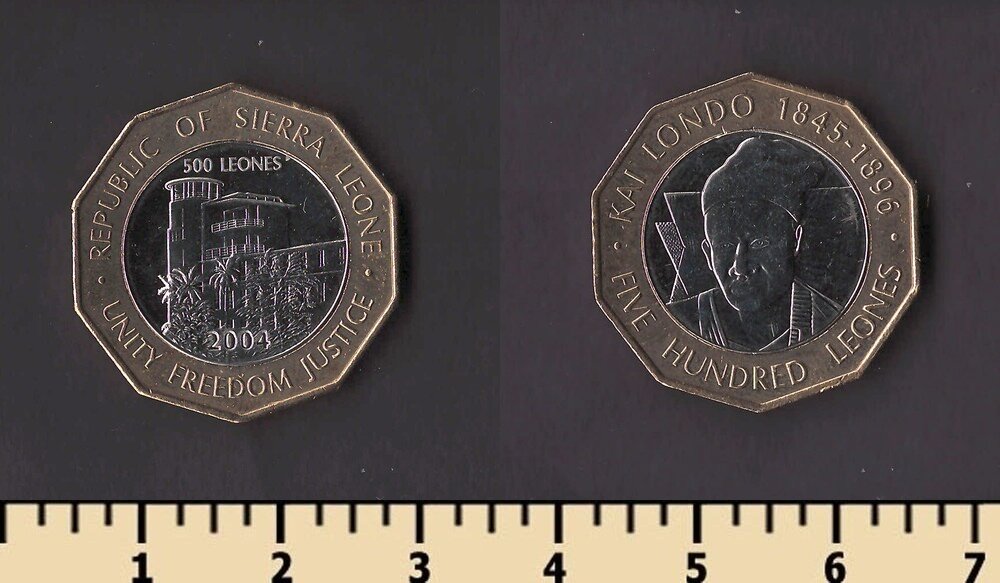 REPUBLIC OF SIERRA LEONE
500 LEONES
2004
UNITY FREEDOM JUSTICE
KAI LONDO 1845-1896
FIVE HUNDRED LEONES
1 2 3 4 5 6 7